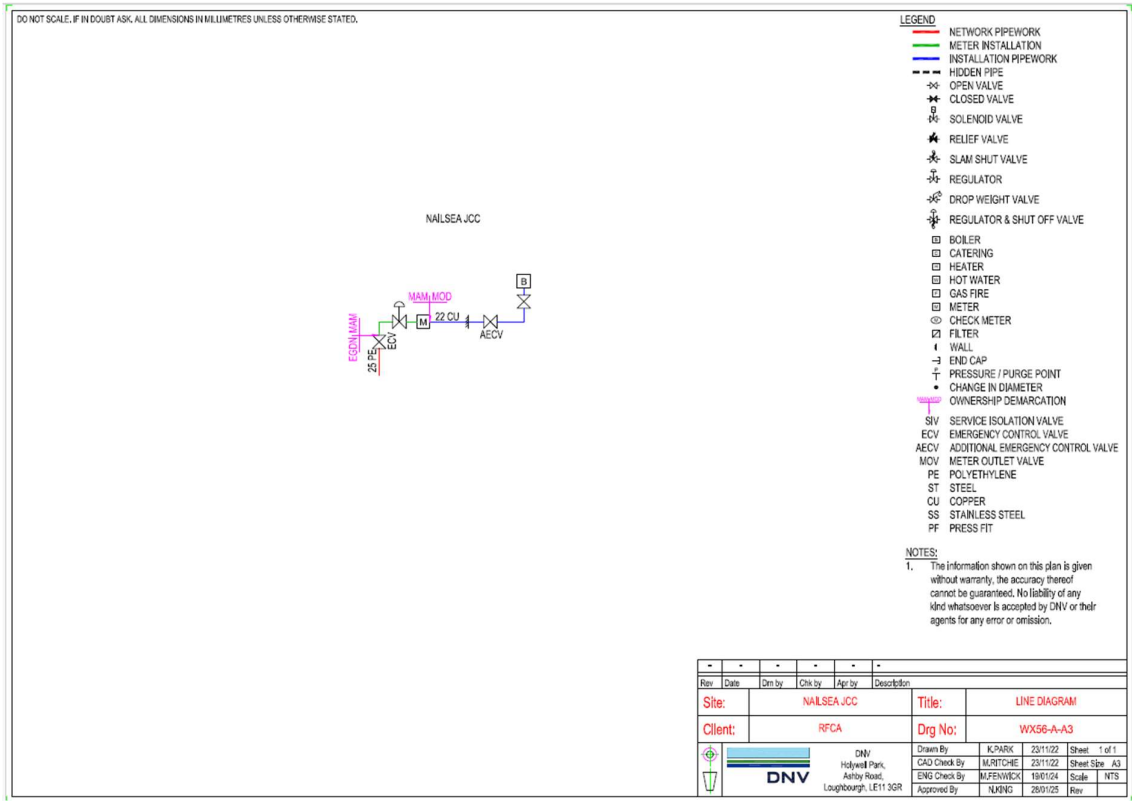 DO NOT SCALE. IF IN DOUBT ASK. ALL DIMENSIONS IN MILLIMETRES UNLESS OTHERWISE STATED.
LEGEND
NETWORK PIPEWORK
METER INSTALLATION
INSTALLATION PIPEWORK
HIDDEN PIPE
OPEN VALVE
CLOSED VALVE
SOLENOID VALVE
RELIEF VALVE
SLAM SHUT VALVE
REGULATOR
DROP WEIGHT VALVE
REGULATOR & SHUT OFF VALVE
BOILER
CATERING
HEATER
HOT WATER
GAS FIRE
METER
CHECK METER
FILTER
WALL
END CAP
PRESSURE / PURGE POINT
CHANGE IN DIAMETER
OWNERSHIP DEMARCATION
SIV SERVICE ISOLATION VALVE
ECV EMERGENCY CONTROL VALVE
AECV ADDITIONAL EMERGENCY CONTROL VALVE
MOV METER OUTLET VALVE
PE POLYETHYLENE
ST STEEL
CU COPPER
SS STAINLESS STEEL
PF PRESS FIT
NAILSEA JCC
B
MAM MOD
22 CU
M
AECV
EGDN MAM
ECV
25 PE
NOTES:
1. The information shown on this plan is given
without warranty, the accuracy thereof
cannot be guaranteed. No liability of any
kind whatsoever is accepted by DNV or their
agents for any error or omission.
- - - - - -
Rev Date Drn by Chk by Apr by Description
Site: NAILSEA JCC Title: LINE DIAGRAM
Client: RFCA Drg No: WX56-A-A3
DNV
DNV
Holywell Park,
Ashby Road,
Loughbourgh, LE11 3GR
Drawn By K.PARK 23/11/22 Sheet 1 of 1
CAD Check By M.RITCHIE 23/11/22 Sheet Size A3
ENG Check By M.FENWICK 19/01/24 Scale NTS
Approved By N.KING 28/01/25 Rev